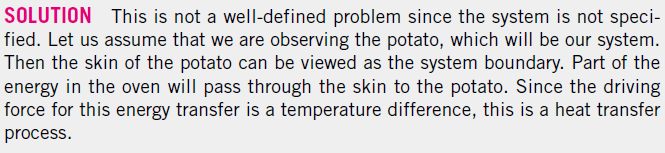 SOLUTION This is not a well-defined problem since the system is not speci-
fied. Let us assume that we are observing the potato, which will be our system.
Then the skin of the potato can be viewed as the system boundary. Part of the
energy in the oven will pass through the skin to the potato. Since the driving
force for this energy transfer is a temperature difference, this is a heat transfer
process.